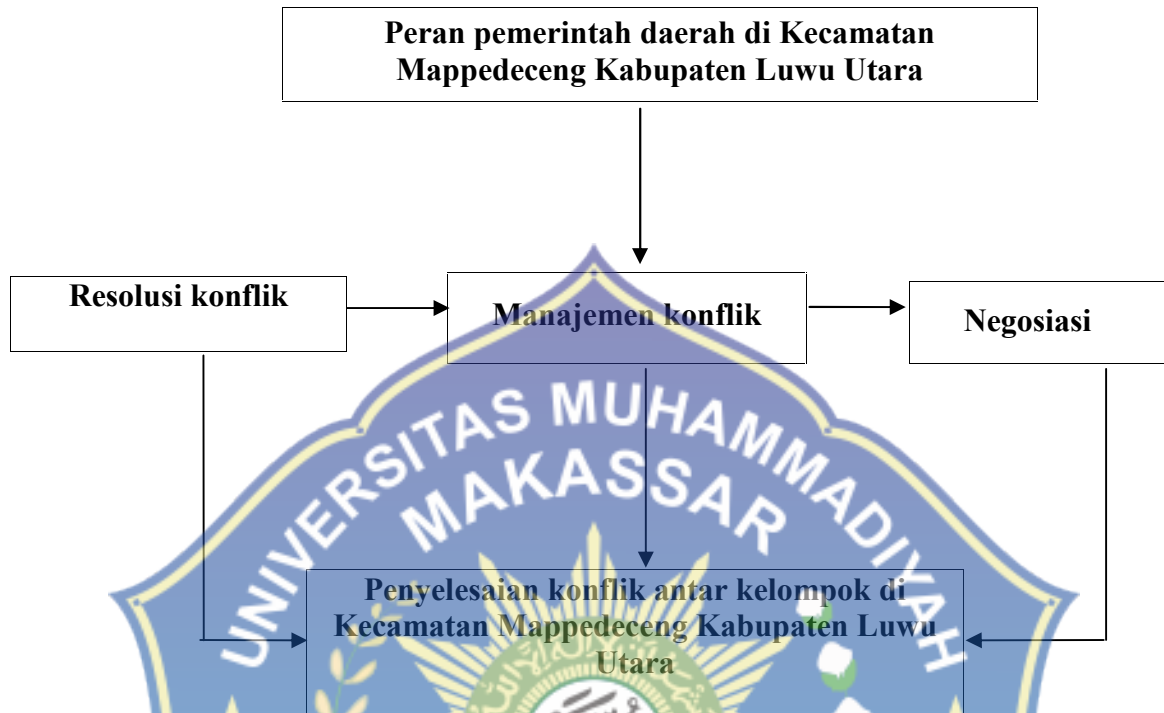 Peran pemerintah daerah di Kecamatan
Mappedeceng Kabupaten Luwu Utara
Resolusi konflik
Manajemen konflik
Negosiasi
UNIVERSITAS MUHAMMADIYAH
MAKASSAR
Penyelesaian konflik antar kelompok di
Kecamatan Mappedeceng Kabupaten Luwu
Utara